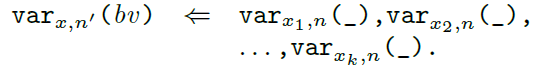 var_{x,n'}(bv) ⇐ var_{x_1,n}(_),var_{x_2,n}(_),
...,var_{x_k,n}(_).